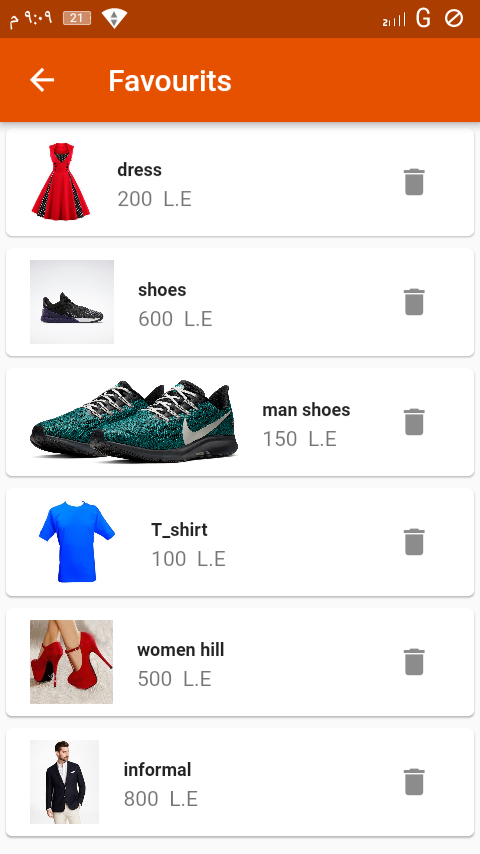 ٩:٠٩ م
21
G
Favourits
dress
200 L.E
shoes
600 L.E
man shoes
150 L.E
T_shirt
100 L.E
women hill
500 L.E
informal
800 L.E